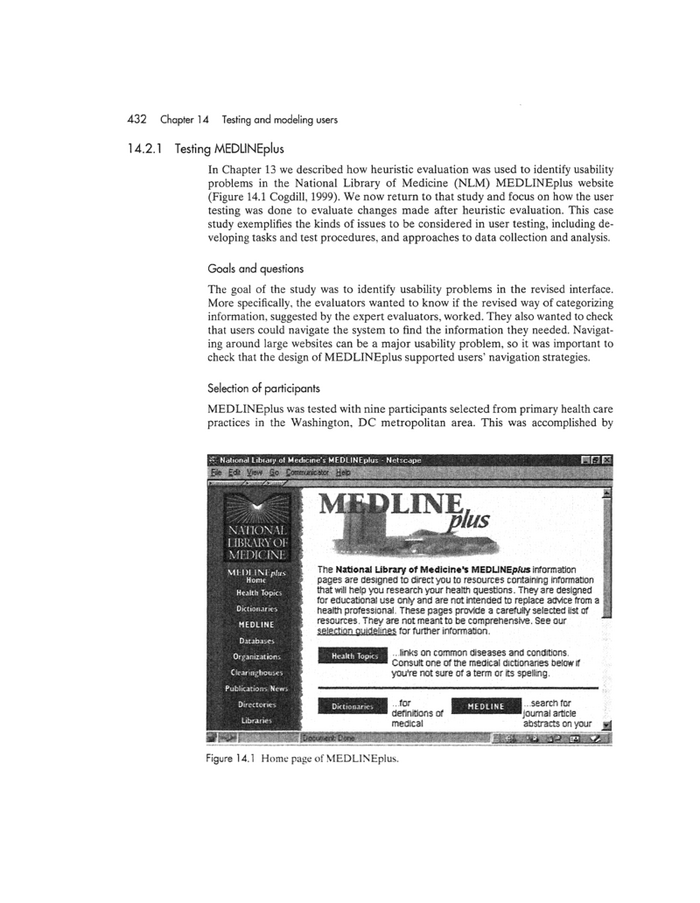 432 Chapter 14 Testing and modeling users
14.2.1 Testing MEDLINEplus
In Chapter 13 we described how heuristic evaluation was used to identify usability
problems in the National Library of Medicine (NLM) MEDLINEplus website
(Figure 14.1 Cogdill, 1999). We now return to that study and focus on how the user
testing was done to evaluate changes made after heuristic evaluation. This case
study exemplifies the kinds of issues to be considered in user testing, including de-
veloping tasks and test procedures, and approaches to data collection and analysis.
Goals and questions
The goal of the study was to identify usability problems in the revised interface.
More specifically, the evaluators wanted to know if the revised way of categorizing
information, suggested by the expert evaluators, worked. They also wanted to check
that users could navigate the system to find the information they needed. Navigat-
ing around large websites can be a major usability problem, so it was important to
check that the design of MEDLINEplus supported users' navigation strategies.
Selection of participants
MEDLINEplus was tested with nine participants selected from primary health care
practices in the Washington, DC metropolitan area. This was accomplished by
National Library of Medicine's MEDLINEplus - Netscape
File Edit View Go Communicator Help
NATIONAL
LIBRARY OF
MEDICINE
MEDLINEplus
Home
Health Topics
Dictionaries
MEDLINE
Databases
Organizations
Clearinghouses
Publications/News
Directories
Libraries
MEDLINE
plus
The National Library of Medicine's MEDLINEplus information
pages are designed to direct you to resources containing information
that will help you research your health questions. They are designed
for educational use only and are not intended to replace advice from a
health professional. These pages provide a carefully selected list of
resources. They are not meant to be comprehensive. See our
selection guidelines for further information.
Health Topics ...links on common diseases and conditions.
Consult one of the medical dictionaries below if
you're not sure of a term or its spelling.
Dictionaries ...for
definitions of
medical
MEDLINE ...search for
journal article
abstracts on your
Document: Done
Figure 14.1 Home page of MEDLINEplus.